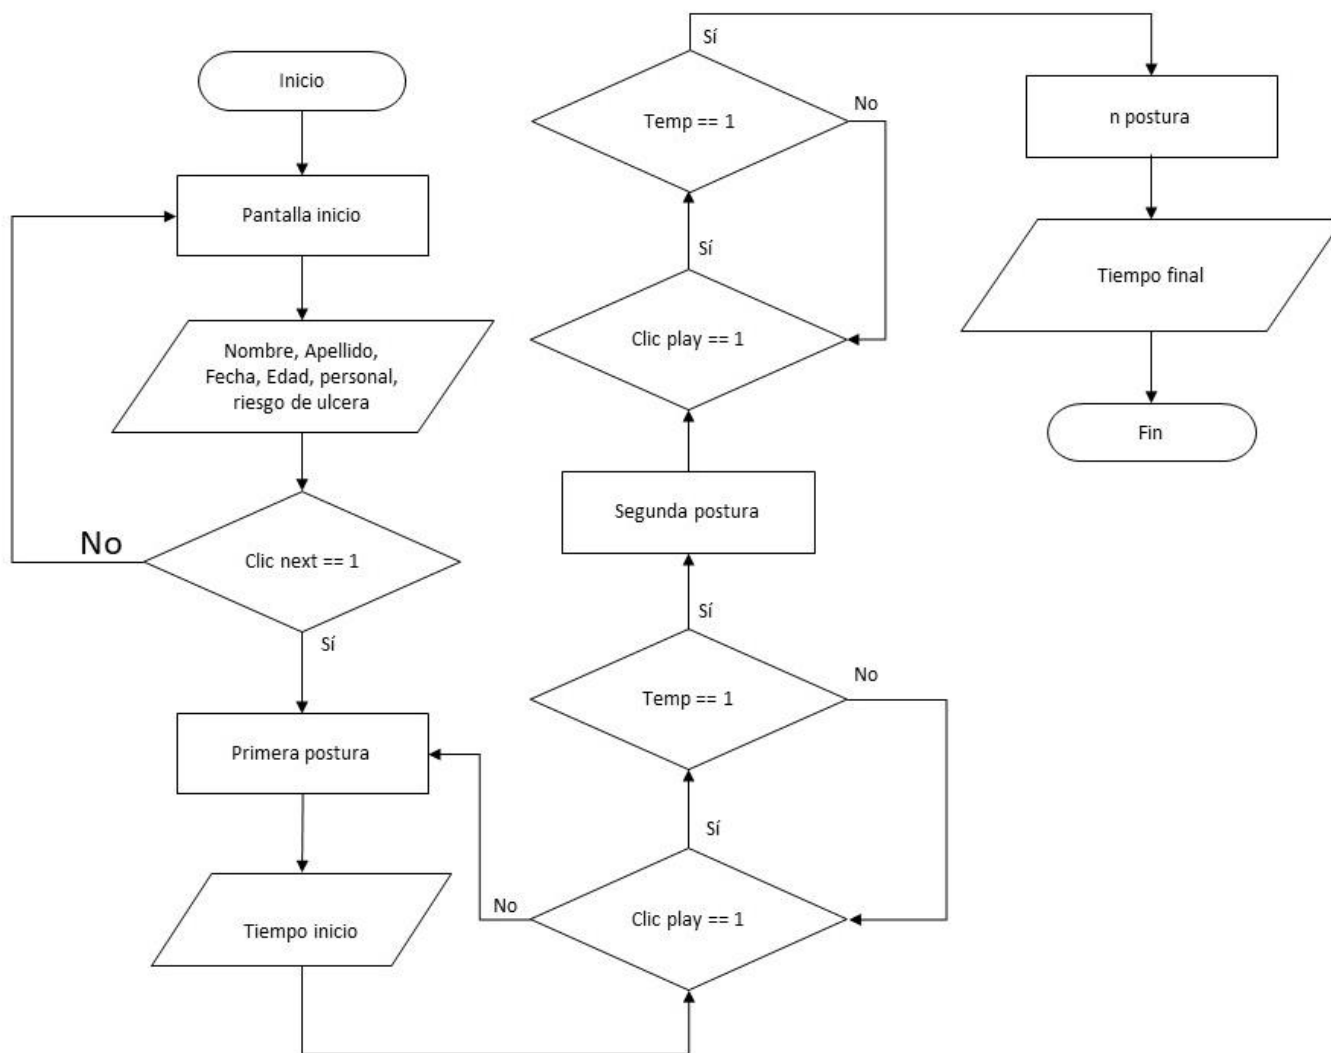 Inicio
Pantalla inicio
Nombre, Apellido,
Fecha, Edad, personal,
riesgo de ulcera
No
Clic next == 1
Sí
Primera postura
Tiempo inicio
No
Clic play == 1
Sí
Temp == 1
No
Sí
Segunda postura
Clic play == 1
Sí
Temp == 1
No
Sí
n postura
Tiempo final
Fin